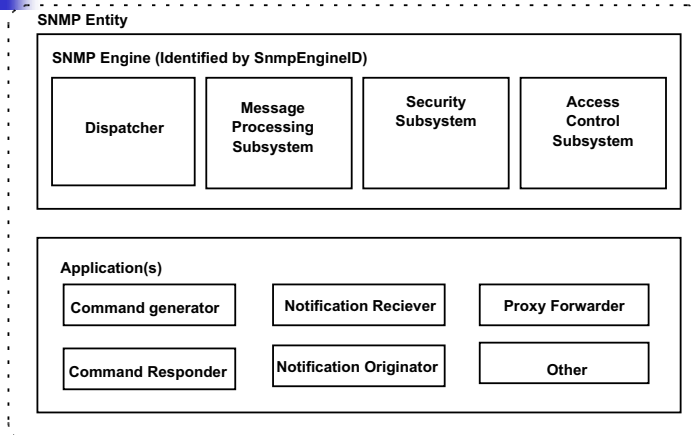 SNMP Entity
SNMP Engine (Identified by SnmpEngineID)
Dispatcher
Message
Processing
Subsystem
Security
Subsystem
Access
Control
Subsystem
Application(s)
Command generator
Notification Reciever
Proxy Forwarder
Command Responder
Notification Originator
Other